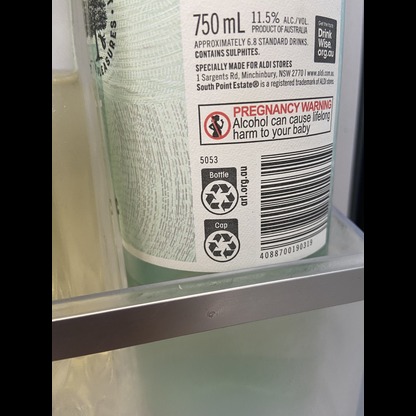 EASURES
750 mL 11.5% ALC./VOL.
PRODUCT OF AUSTRALIA
APPROXIMATELY 6.8 STANDARD DRINKS.
CONTAINS SULPHITES.
Get the facts
Drink
Wise.
org.au
SPECIALLY MADE FOR ALDI STORES
1 Sargents Rd, Minchinbury, NSW 2770 | www.aldi.com.au
South Point Estate® is a registered trademark of ALDI stores
PREGNANCY WARNING
Alcohol can cause lifelong
harm to your baby
5053
Bottle
Cap
arl.org.au
4088700190319